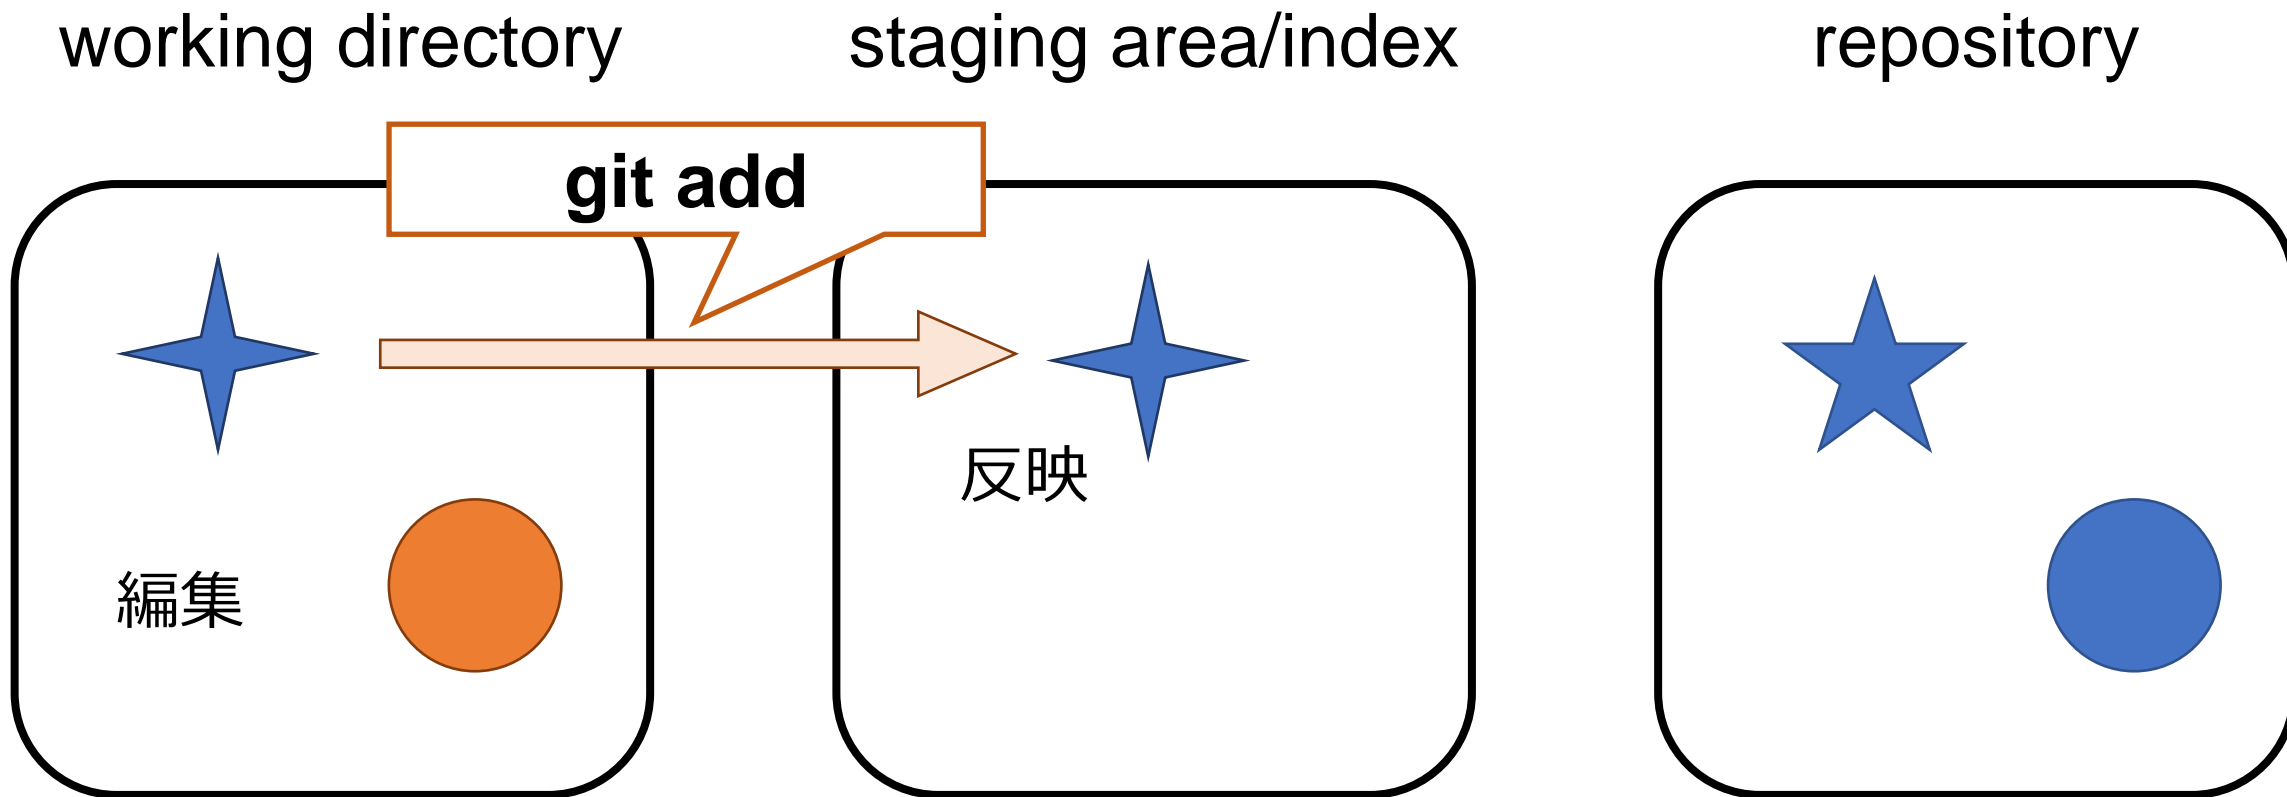 working directory
staging area/index
repository
git add
反映
編集